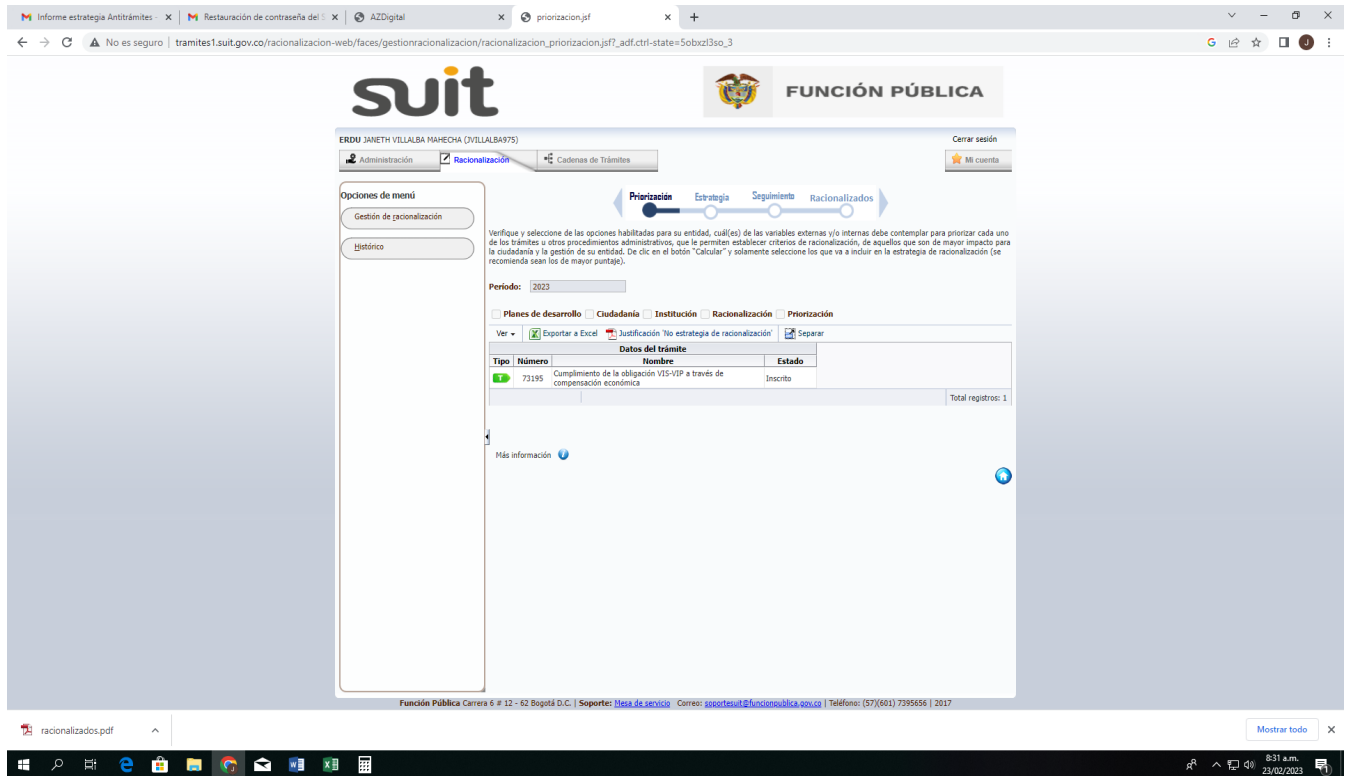 Informe estrategia Antitrámites -
Restauración de contraseña del S
AZDigital
priorizacion.jsf
No es seguro | tramites1.suit.gov.co/racionalizacion-web/faces/gestionracionalizacion/racionalizacion_priorizacion.jsf?_adf.ctrl-state=5obxzl3so_3
J
suit
FUNCIÓN PÚBLICA
ERDU JANETH VILLALBA MAHECHA (JVILLALBA975)
Cerrar sesión
Administración
Racionalización
Cadenas de Trámites
Mi cuenta
Opciones de menú
Gestión de racionalización
Histórico
Priorización
Estrategia
Seguimiento
Racionalizados
Verifique y seleccione de las opciones habilitadas para su entidad, cuál(es) de las variables externas y/o internas debe contemplar para priorizar cada uno
de los trámites u otros procedimientos administrativos, que le permiten establecer criterios de racionalización, de aquellos que son de mayor impacto para
la ciudadanía y la gestión de su entidad. De clic en el botón "Calcular" y solamente seleccione los que va a incluir en la estrategia de racionalización (se
recomienda sean los de mayor puntaje).
Período: 2023
Planes de desarrollo Ciudadanía Institución Racionalización Priorización
Ver Exportar a Excel Justificación 'No estrategia de racionalización' Separar
Datos del trámite
Tipo Número Nombre Estado
T 73195 Cumplimiento de la obligación VIS-VIP a través de
compensación económica Inscrito
Total registros: 1
Más información
Función Pública Carrera 6 # 12 - 62 Bogotá D.C. | Soporte: Mesa de servicio Correo: soportesuit@funcionpublica.gov.co | Teléfono: (57)(601) 7395656 | 2017
racionalizados.pdf
Mostrar todo
8:31 a.m.
23/02/2023